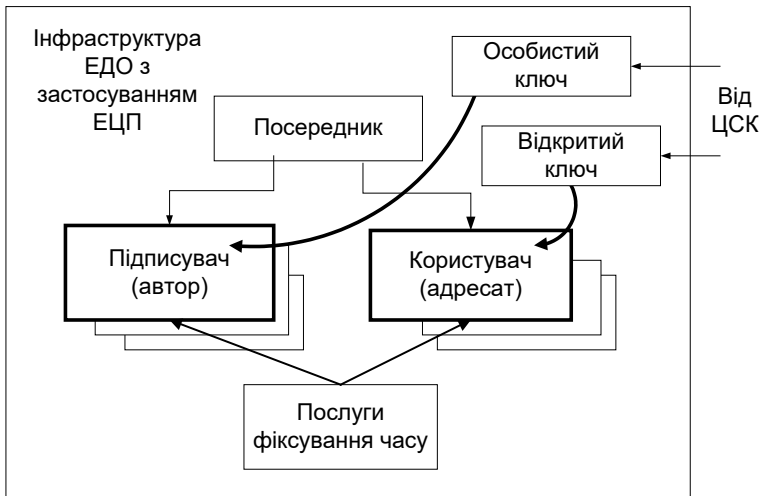 Інфраструктура
ЕДО з
застосуванням
ЕЦП
Особистий
ключ
Від
ЦСК
Посередник
Відкритий
ключ
Підписувач
(автор)
Користувач
(адресат)
Послуги
фіксування часу